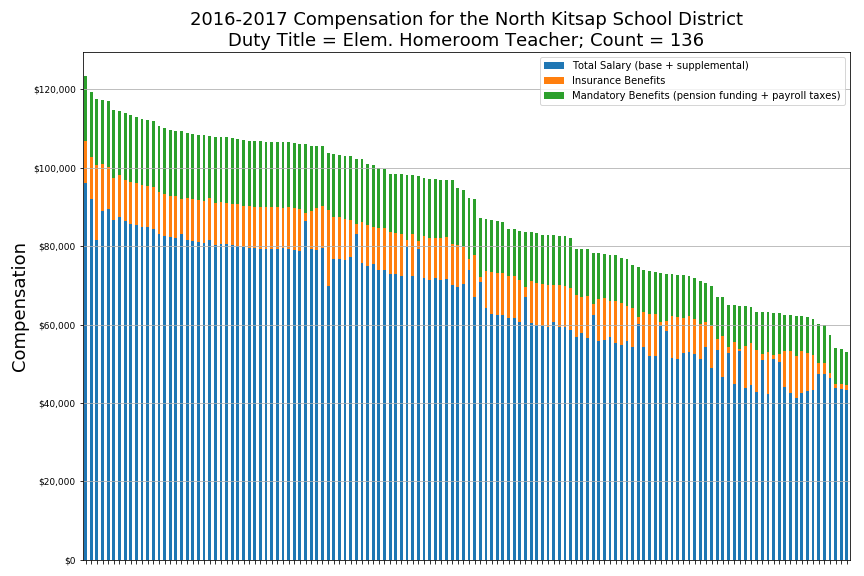 2016-2017 Compensation for the North Kitsap School District
Duty Title = Elem. Homeroom Teacher; Count = 136
Total Salary (base + supplemental)
Insurance Benefits
Mandatory Benefits (pension funding + payroll taxes)
Compensation
$120,000
$100,000
$80,000
$60,000
$40,000
$20,000
$0